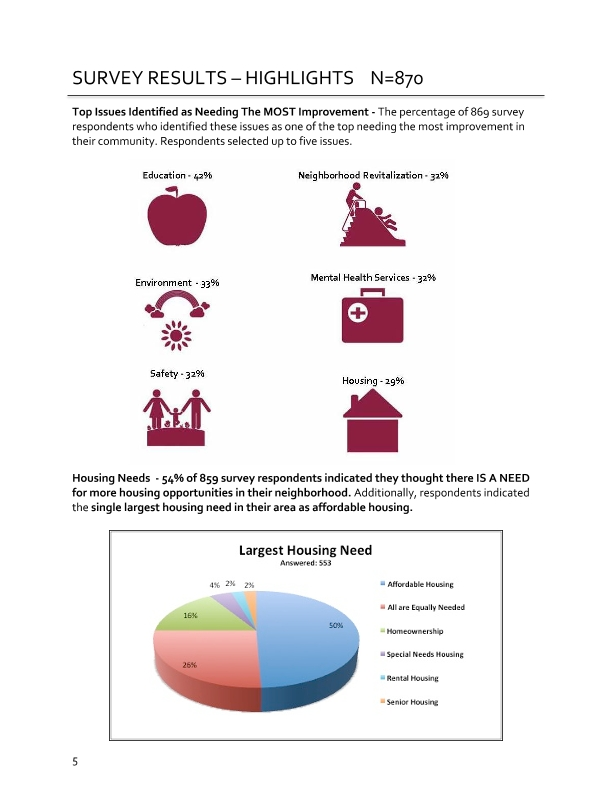 SURVEY RESULTS – HIGHLIGHTS N=870
Top Issues Identified as Needing The MOST Improvement - The percentage of 869 survey
respondents who identified these issues as one of the top needing the most improvement in
their community. Respondents selected up to five issues.
Education - 42%
Neighborhood Revitalization - 32%
Environment - 33%
Mental Health Services - 32%
Safety - 32%
Housing - 29%
Housing Needs - 54% of 859 survey respondents indicated they thought there IS A NEED
for more housing opportunities in their neighborhood. Additionally, respondents indicated
the single largest housing need in their area as affordable housing.
Largest Housing Need
Answered: 553
4% 2% 2%
16%
50%
26%
Affordable Housing
All are Equally Needed
Homeownership
Special Needs Housing
Rental Housing
Senior Housing
5